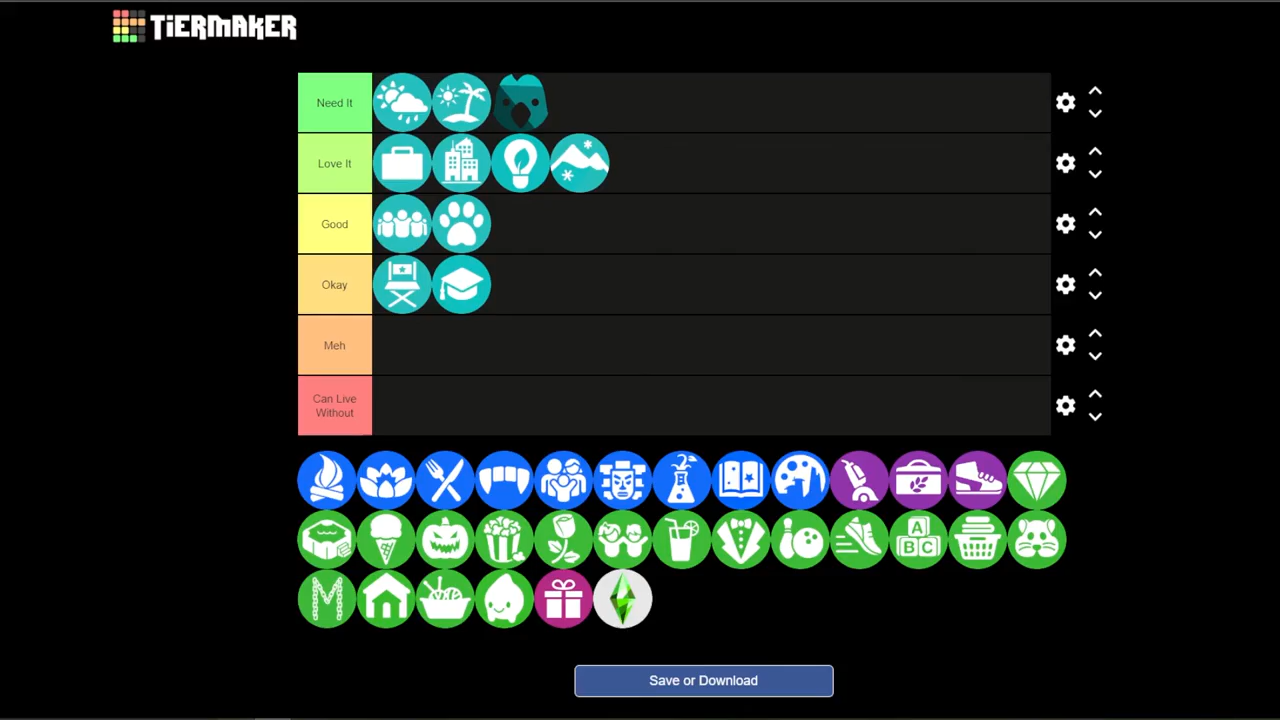 TiERMAKER
Need It
Love It
Good
Okay
Meh
Can Live
Without
A
B C
Save or Download